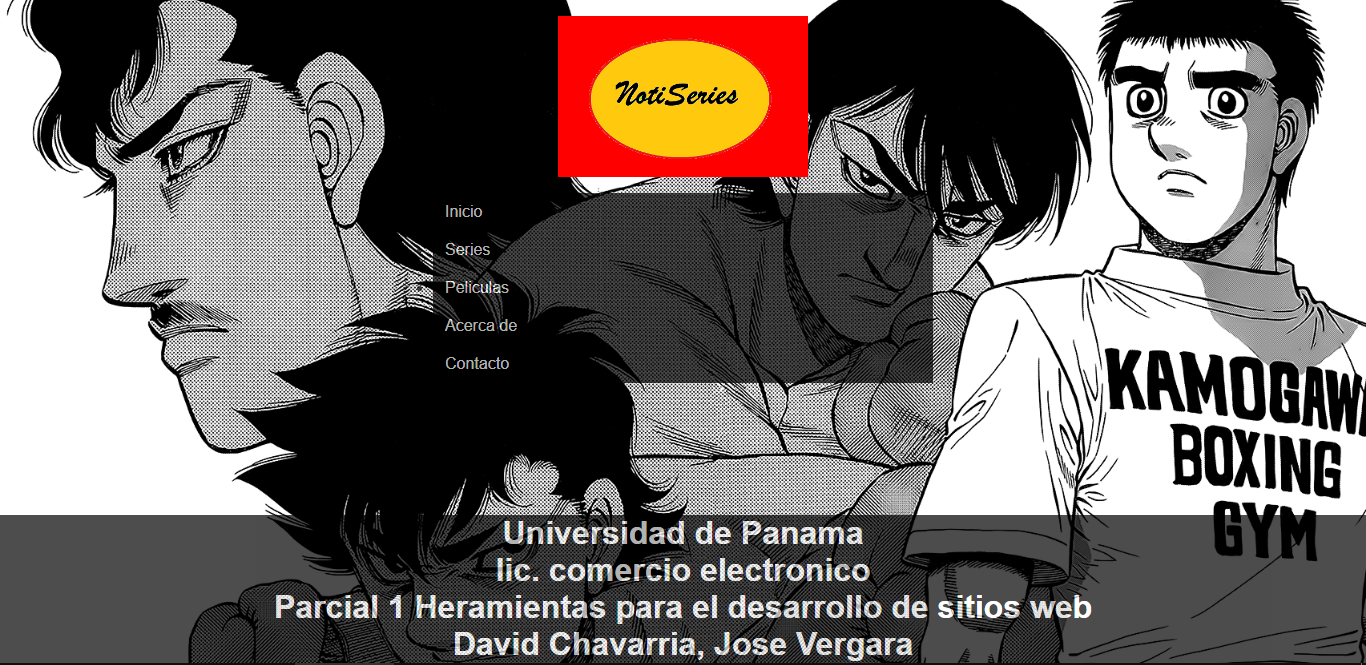 NotiSeries
Inicio
Series
Peliculas
Acerca de
Contacto
KAMOGAW
BOXING
GYM
Universidad de Panama
lic. comercio electronico
Parcial 1 Heramientas para el desarrollo de sitios web
David Chavarria, Jose Vergara